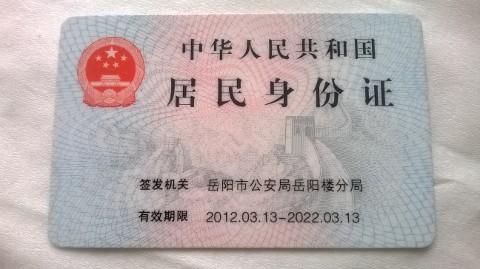 中华人民共和国
居民身份证
签发机关 岳阳市公安局岳阳楼分局
有效期限 2012.03.13-2022.03.13